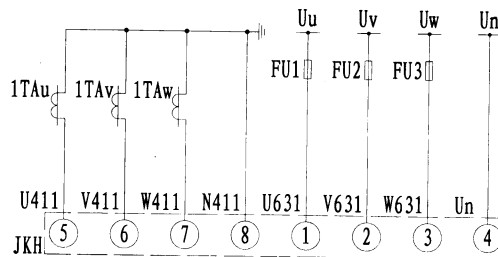 Uu Uv Uw Un
FU1 FU2 FU3
1TAu 1TAv 1TAw
U411 V411 W411 N411 U631 V631 W631 Un
5 6 7 8 1 2 3 4
JKH